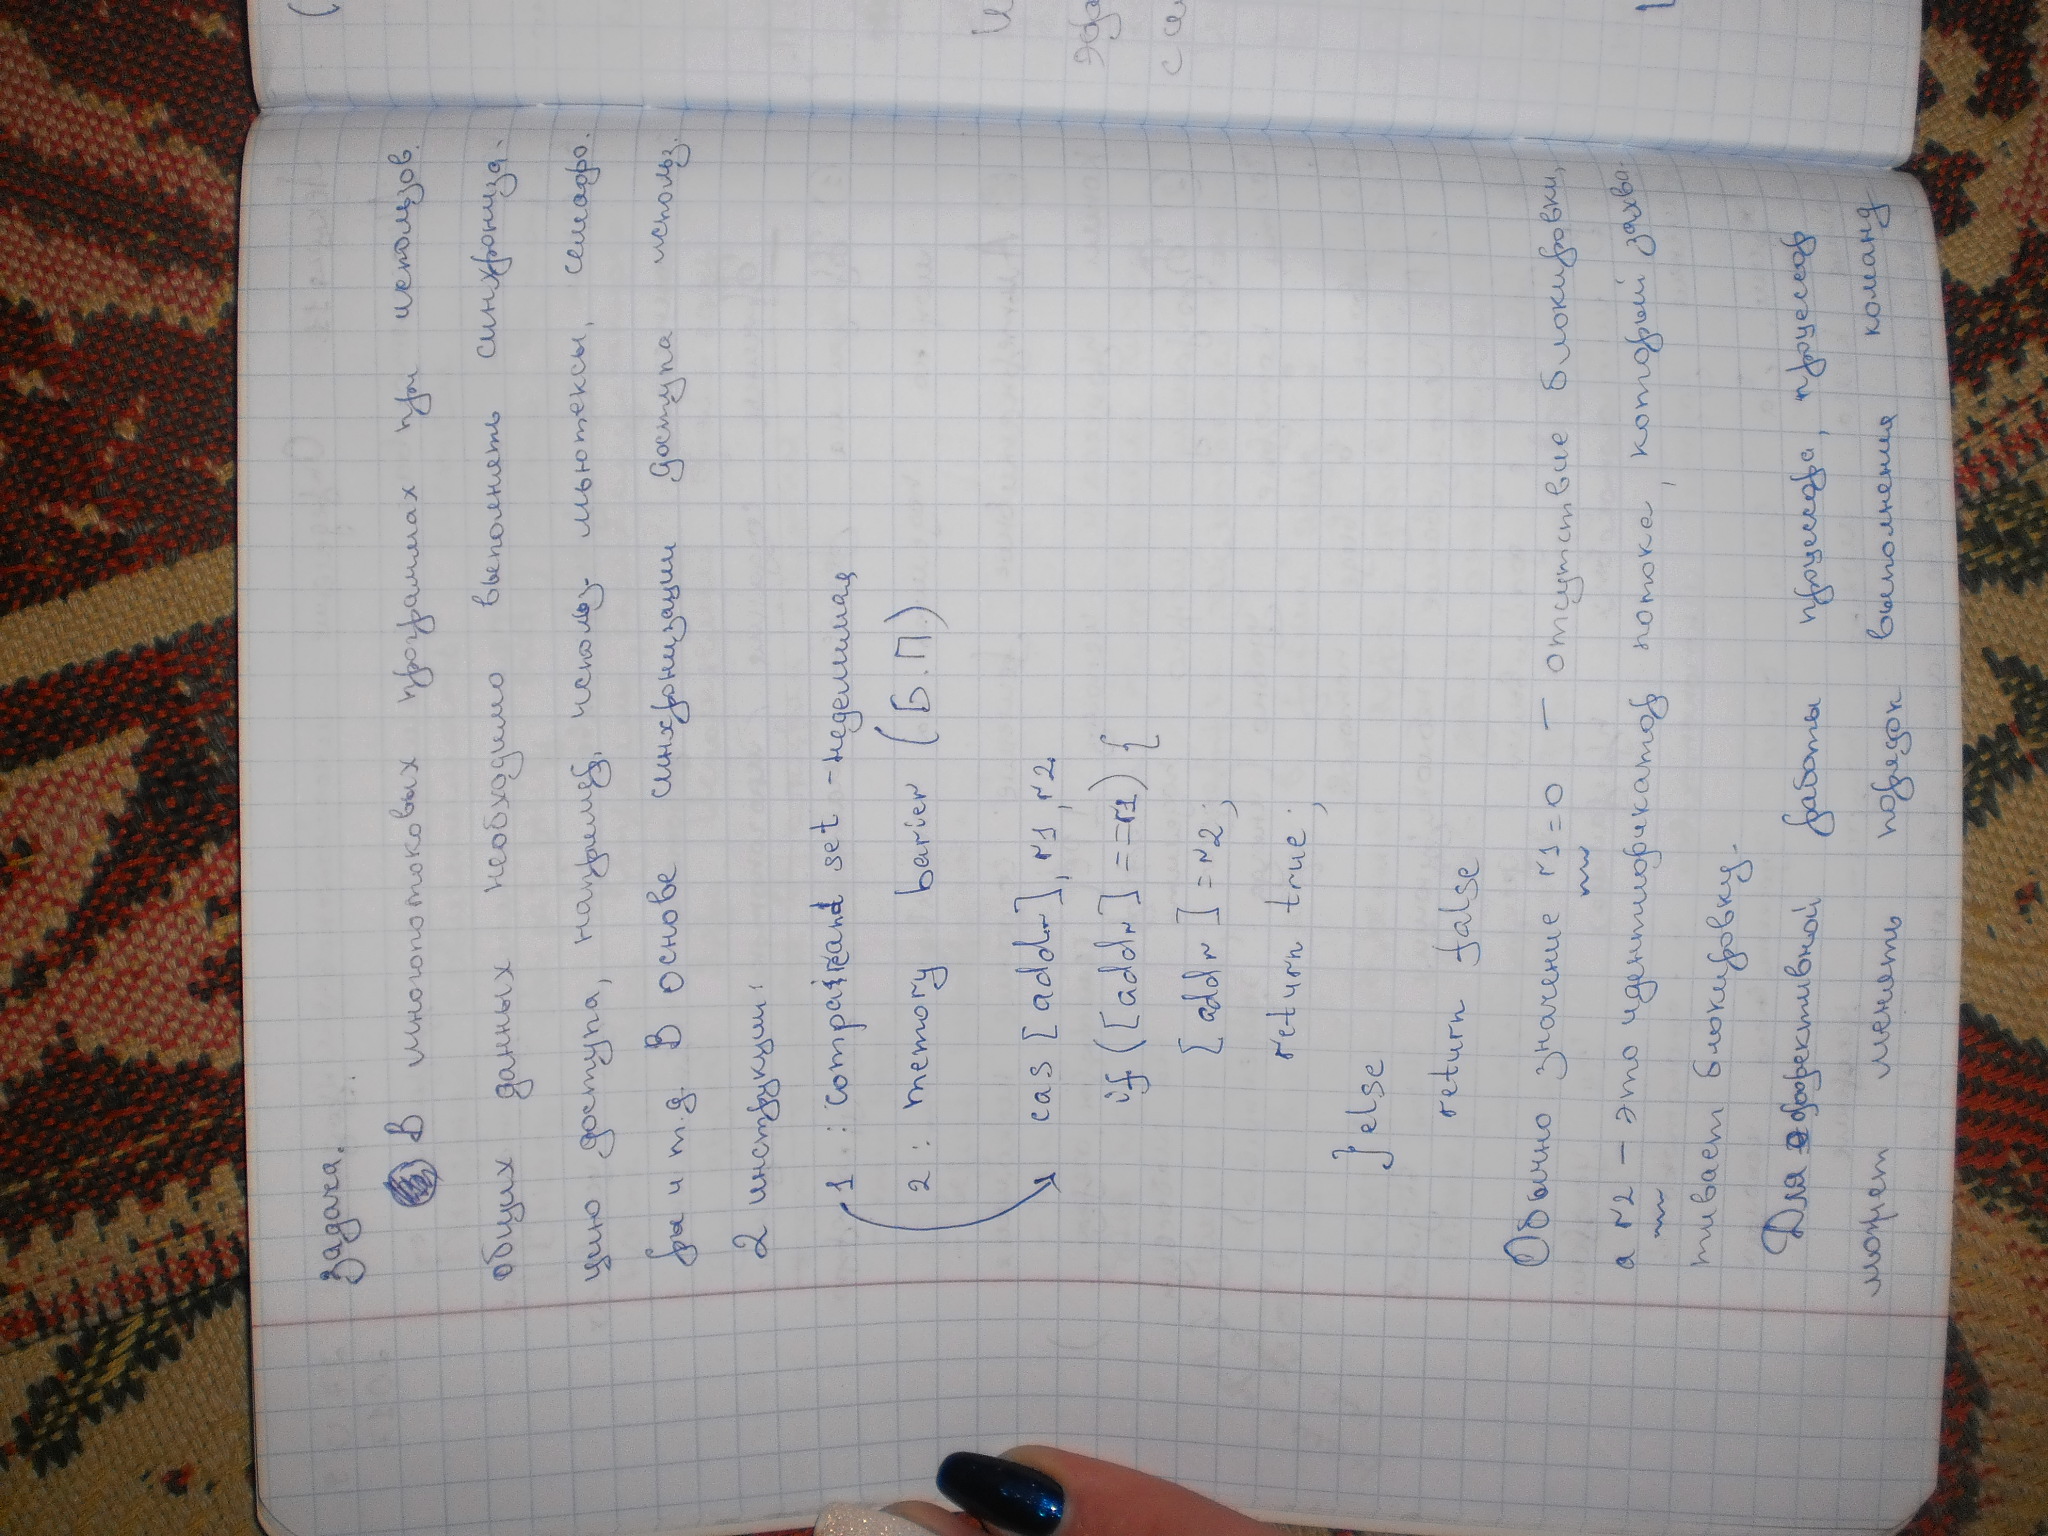 Задача.
В многопотоковых программах при использов.
общих данных необходимо выполнять синхрониза-
цию доступа, например, использ. мьютексы, семафо.
ры и т.д. В основе синхронизации доступа использ.
2 инструкции:
1 : compaireand set - неделимая
2 : memory barier (Б.П.)
cas [addr], r1, r2
if ([addr] == r1) {
[addr] = r2;
return true;
} else
return false
Обычно значение r1=0 — отсутствие блокировки,
а r2 — это идентификатор потока, который захва-
тывает блокировку.
Для эффективной работы процессора, процессор
может менять порядок выполнения команд